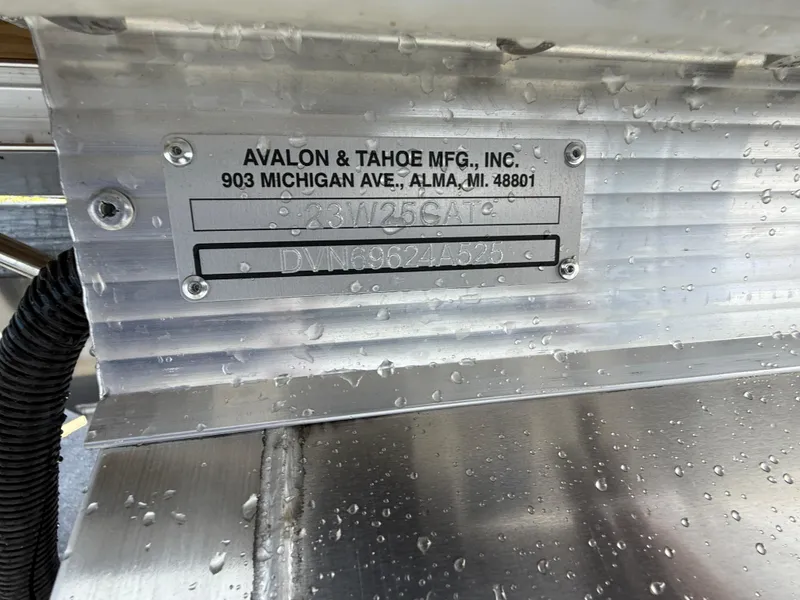 AVALON & TAHOE MFG., INC.
903 MICHIGAN AVE., ALMA, MI. 48801
23W25CAT
DVN69624A525